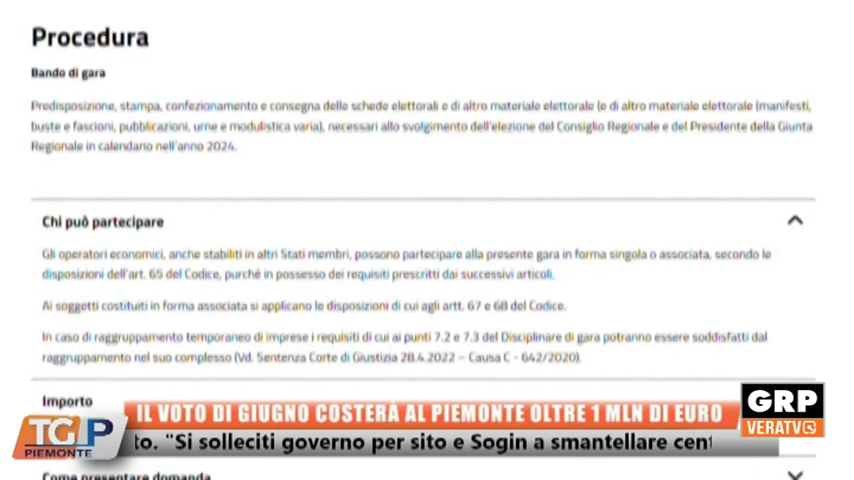 Procedura
Bando di gara
Predisposizione, stampa, confezionamento e consegna delle schede elettorali e di altro materiale elettorale (e di altro materiale elettorale (manifesti,
buste e fascioni, pubblicazioni, urne e modulistica varia), necessari allo svolgimento dell'elezione del Consiglio Regionale e del Presidente della Giunta
Regionale in calendario nell'anno 2024.
Chi può partecipare
Gli operatori economici, anche stabiliti in altri Stati membri, possono partecipare alla presente gara in forma singola o associata, secondo le
disposizioni dell'art. 65 del Codice, purché in possesso dei requisiti prescritti dai successivi articoli.
Ai soggetti costituiti in forma associata si applicano le disposizioni di cui agli artt. 67 e 68 del Codice.
In caso di raggruppamento temporaneo di imprese i requisiti di cui ai punti 7.2 e 7.3 del Disciplinare di gara potranno essere soddisfatti dal
raggruppamento nel suo complesso (Vd. Sentenza Corte di Giustizia 28.4.2022 – Causa C - 642/2020).
Importo
IL VOTO DI GIUGNO COSTERÀ AL PIEMONTE OLTRE 1 MLN DI EURO
GRP
VERATV
TGP
PIEMONTE
to. "Si solleciti governo per sito e Sogin a smantellare cent
Come presentare domanda